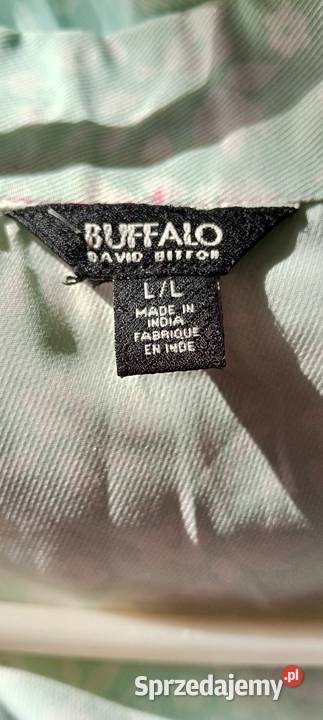 BUFFALO
DAVID BITTON
L/L
MADE IN
INDIA
FABRIQUE
EN INDE
Sprzedajemy.pl